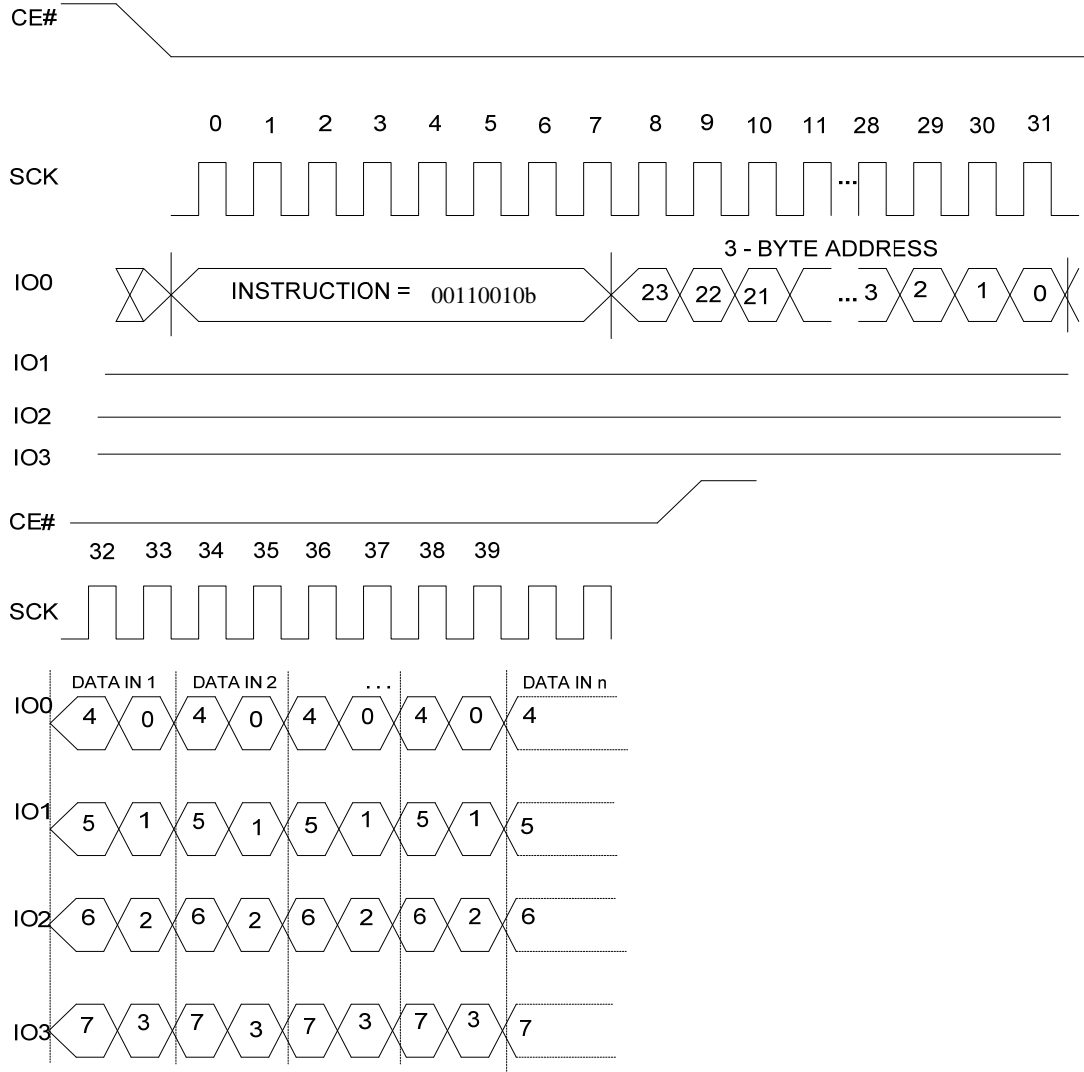 CE#
0 1 2 3 4 5 6 7 8 9 10 11 28 29 30 31
SCK ...
3 - BYTE ADDRESS
IO0 INSTRUCTION = 00110010b 23 22 21 ... 3 2 1 0
IO1
IO2
IO3
CE#
32 33 34 35 36 37 38 39
SCK
DATA IN 1 DATA IN 2 ... DATA IN n
IO0 4 0 4 0 4 0 4 0 4
IO1 5 1 5 1 5 1 5 1 5
IO2 6 2 6 2 6 2 6 2 6
IO3 7 3 7 3 7 3 7 3 7